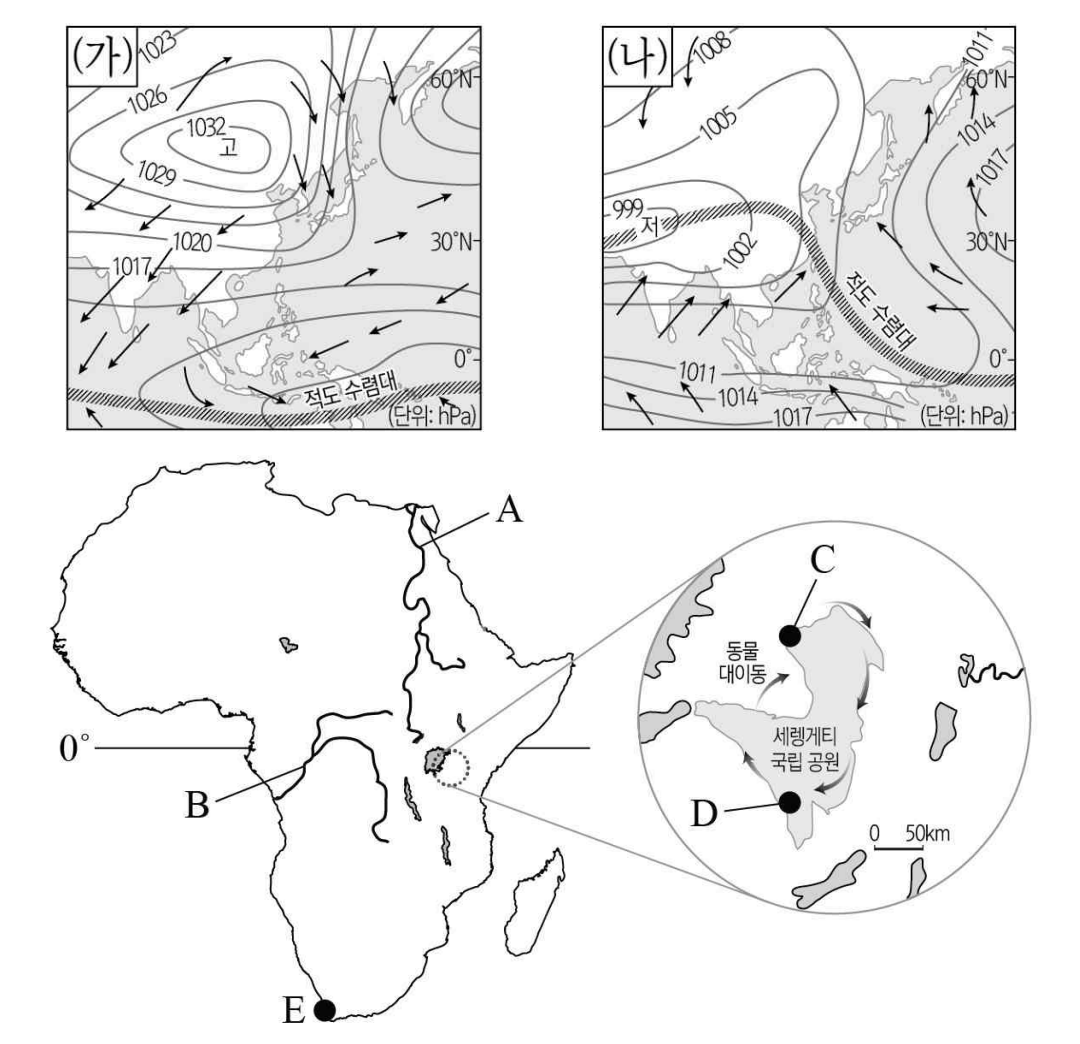 (가)
1023
1026
1032
고
1029
1020
1017
60°N
30°N
0°
적도 수렴대
(단위: hPa)
(나)
1008
1011
60°N
1005
1014
1017
999
저
1002
30°N
적도 수렴대
0°
1011
1014
1017
(단위: hPa)
A
0°
B
E
C
동물
대이동
세렝게티
국립 공원
D
0 50km